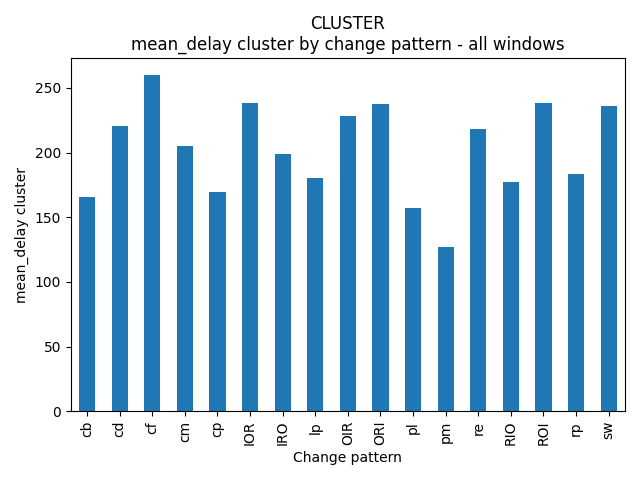 CLUSTER
mean_delay cluster by change pattern - all windows
mean_delay cluster
250
200
150
100
50
0
cb cd cf cm cp IOR IRO lp OIR ORI pl pm re RIO ROI rp sw
Change pattern